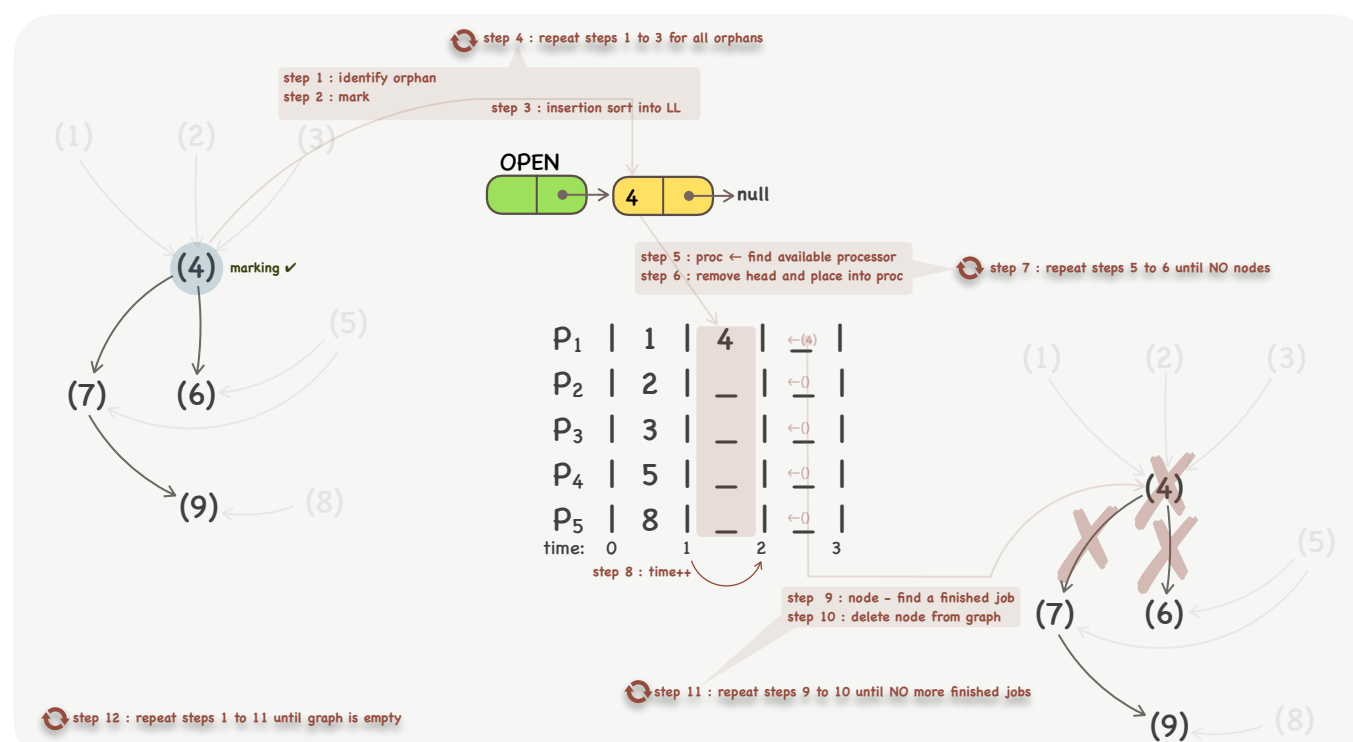 step 4 : repeat steps 1 to 3 for all orphans
step 1 : identify orphan
step 2 : mark
step 3 : insertion sort into LL
(1) (2) (3)
OPEN
4
null
(4) marking ✔
step 5 : proc ← find available processor
step 6 : remove head and place into proc
step 7 : repeat steps 5 to 6 until NO nodes
(5)
(7) (6)
(9) (8)
P1 | 1 | 4 | ←(4) _ |
P2 | 2 | _ | ←() _ |
P3 | 3 | _ | ←() _ |
P4 | 5 | _ | ←() _ |
P5 | 8 | _ | ←() _ |
time: 0 1 2 3
step 8 : time++
(1) (2) (3)
(4)
(5)
(7) (6)
(9) (8)
step 9 : node - find a finished job
step 10 : delete node from graph
step 11 : repeat steps 9 to 10 until NO more finished jobs
step 12 : repeat steps 1 to 11 until graph is empty